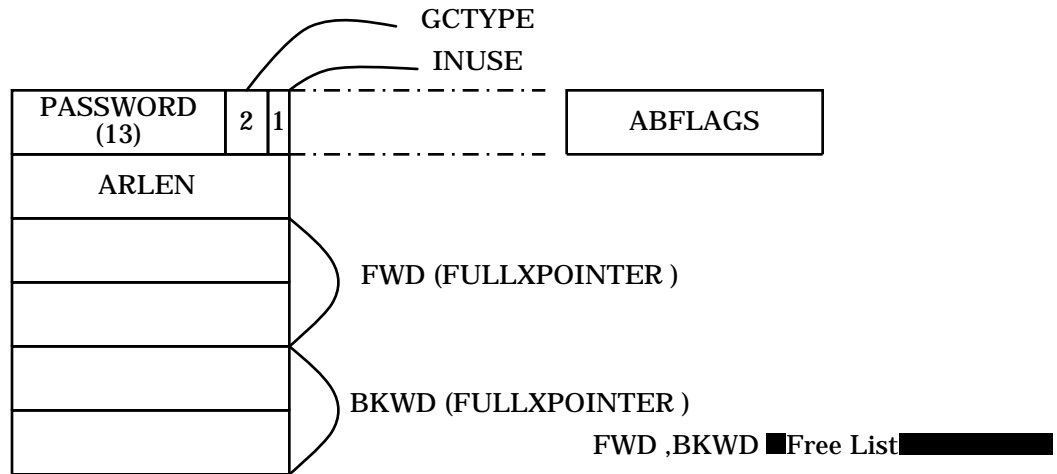 GCTYPE
INUSE
PASSWORD
(13)
2
1
ABFLAGS
ARLEN
FWD (FULLXPOINTER )
BKWD (FULLXPOINTER )
FWD ,BKWD Free List